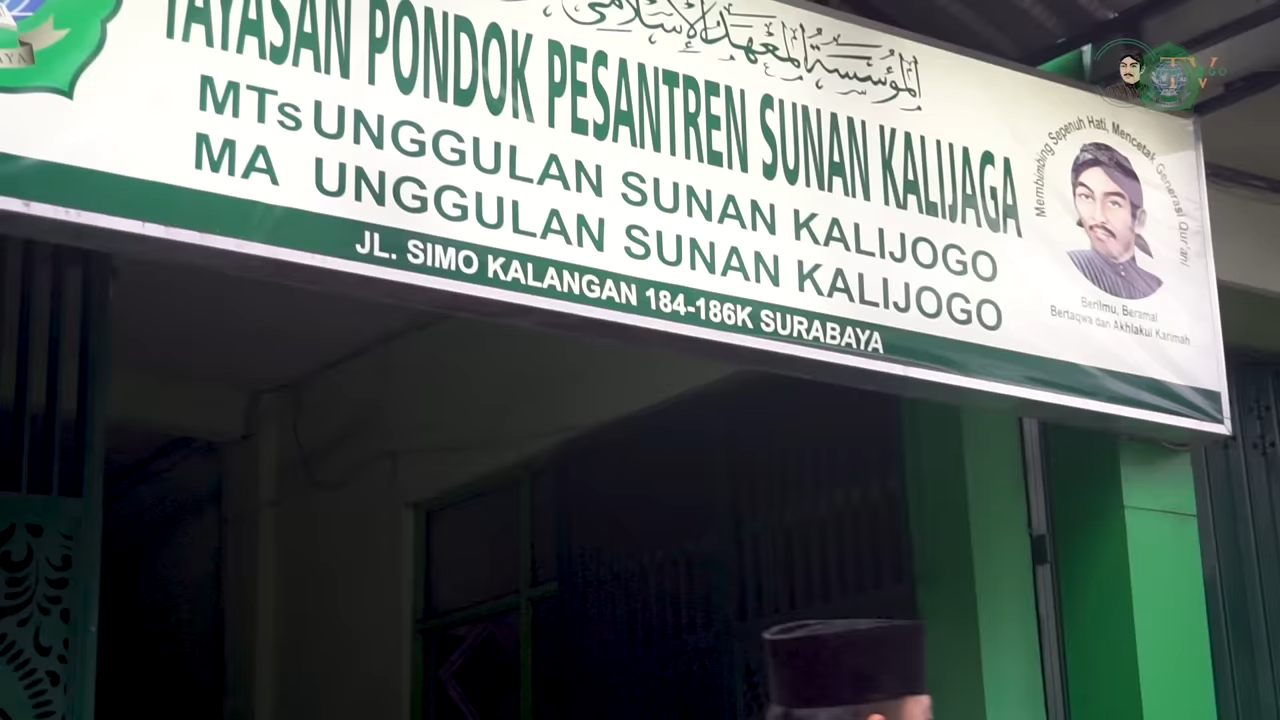 المؤسسة المعهد الإسلامي
YAYASAN PONDOK PESANTREN SUNAN KALIJAGA
MTs UNGGULAN SUNAN KALIJOGO
MA UNGGULAN SUNAN KALIJOGO
JL. SIMO KALANGAN 184-186K SURABAYA
Membimbing Sepenuh Hati, Mencetak Generasi Qur'ani
Berilmu, Beramal
Bertaqwa dan Akhlakul Karimah
TV